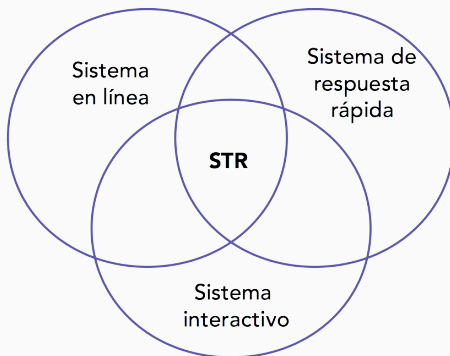 Sistema
en línea
Sistema de
respuesta
rápida
STR
Sistema
interactivo